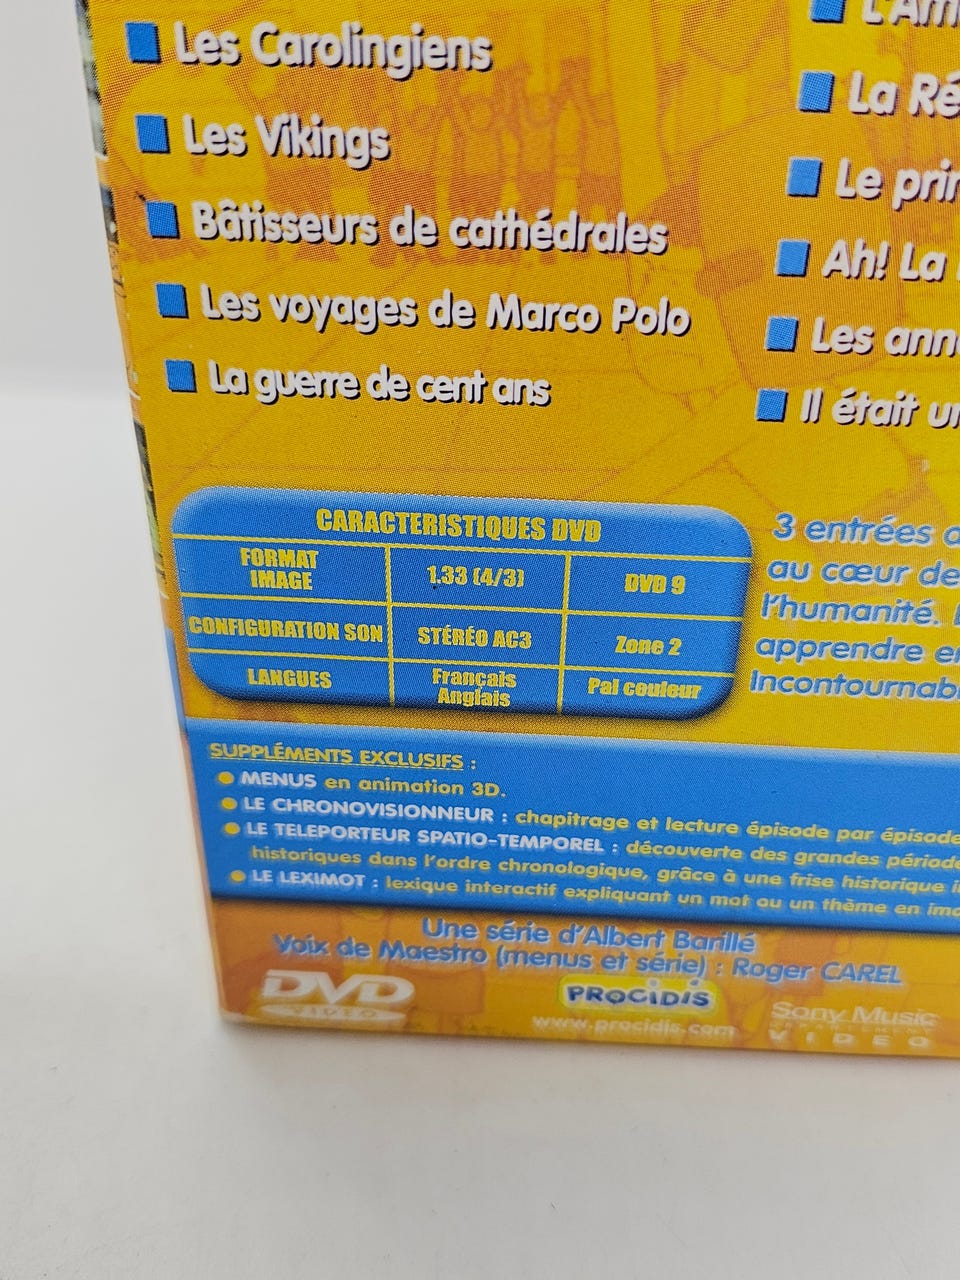 Les Carolingiens
Les Vikings
Bâtisseurs de cathédrales
Les voyages de Marco Polo
La guerre de cent ans
L'Am
La Ré
Le prin
Ah! La
Les ann
Il était un
CARACTERISTIQUES DVD
FORMAT IMAGE 1.33 (4/3) DVD 9
CONFIGURATION SON STÉRÉO AC3 Zone 2
LANGUES Français Anglais Pal couleur
3 entrées
au cœur de
l'humanité.
apprendre en
Incontournab
SUPPLÉMENTS EXCLUSIFS :
MENUS en animation 3D.
LE CHRONOVISIONNEUR : chapitrage et lecture épisode par épisode
LE TELEPORTEUR SPATIO-TEMPOREL : découverte des grandes période
historiques dans l'ordre chronologique, grâce à une frise historique
LE LEXIMOT : lexique interactif expliquant un mot ou un thème en ima
Une série d'Albert Barillé
Voix de Maestro (menus et série) : Roger CAREL
DVD
VIDEO
PROCIDIS
www.procidis.com
Sony Music
VIDEO